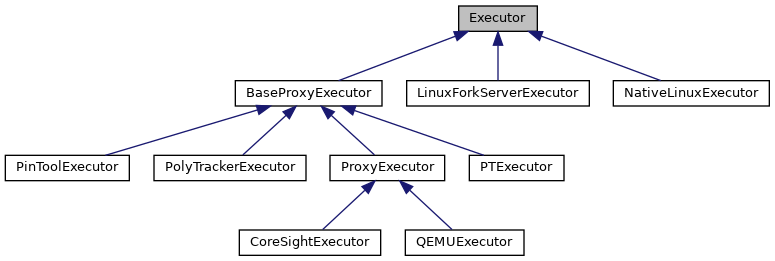 Executor
BaseProxyExecutor
LinuxForkServerExecutor
NativeLinuxExecutor
PinToolExecutor
PolyTrackerExecutor
ProxyExecutor
PTExecutor
CoreSightExecutor
QEMUExecutor